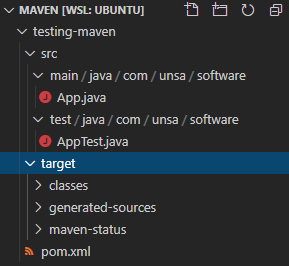 MAVEN [WSL: UBUNTU]
testing-maven
src
main / java / com / unsa / software
App.java
test / java / com / unsa / software
AppTest.java
target
classes
generated-sources
maven-status
pom.xml